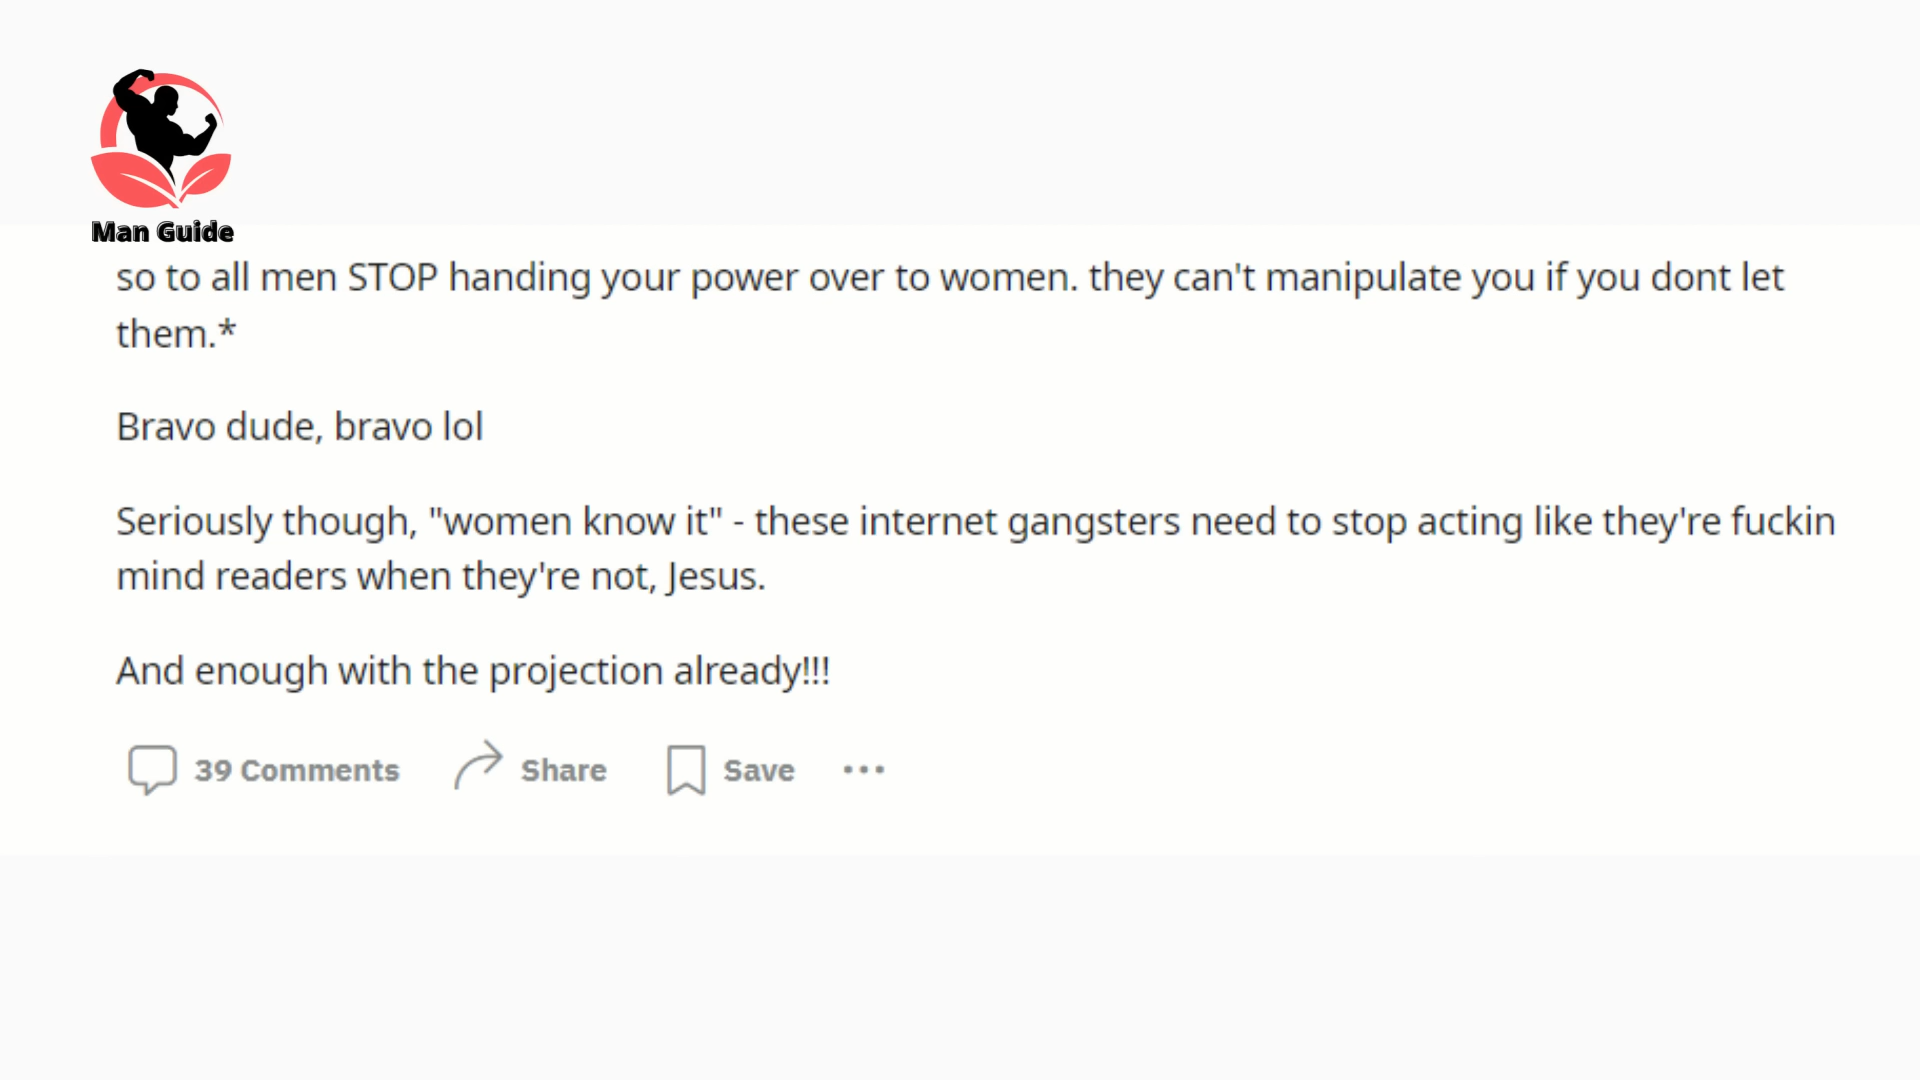 Man Guide
so to all men STOP handing your power over to women. they can't manipulate you if you dont let
them.*
Bravo dude, bravo lol
Seriously though, "women know it" - these internet gangsters need to stop acting like they're fuckin
mind readers when they're not, Jesus.
And enough with the projection already!!!
39 Comments Share Save